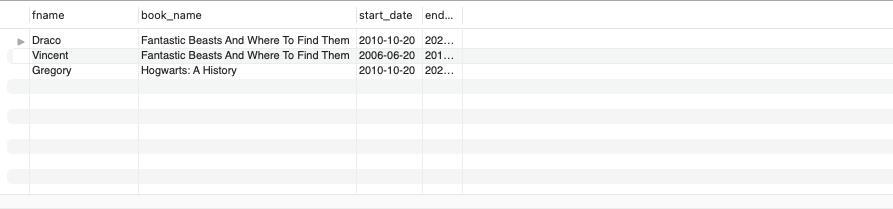 fname book_name start_date end...
Draco Fantastic Beasts And Where To Find Them 2010-10-20 202...
Vincent Fantastic Beasts And Where To Find Them 2006-06-20 201...
Gregory Hogwarts: A History 2010-10-20 202...